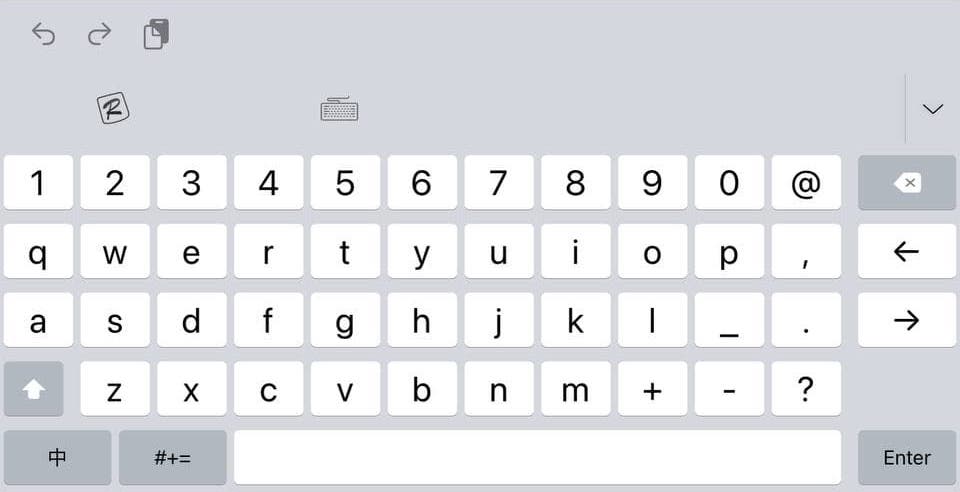 R
1 2 3 4 5 6 7 8 9 0 @
q w e r t y u i o p ,
a s d f g h j k l _ .
z x c v b n m + - ?
中 #+= Enter